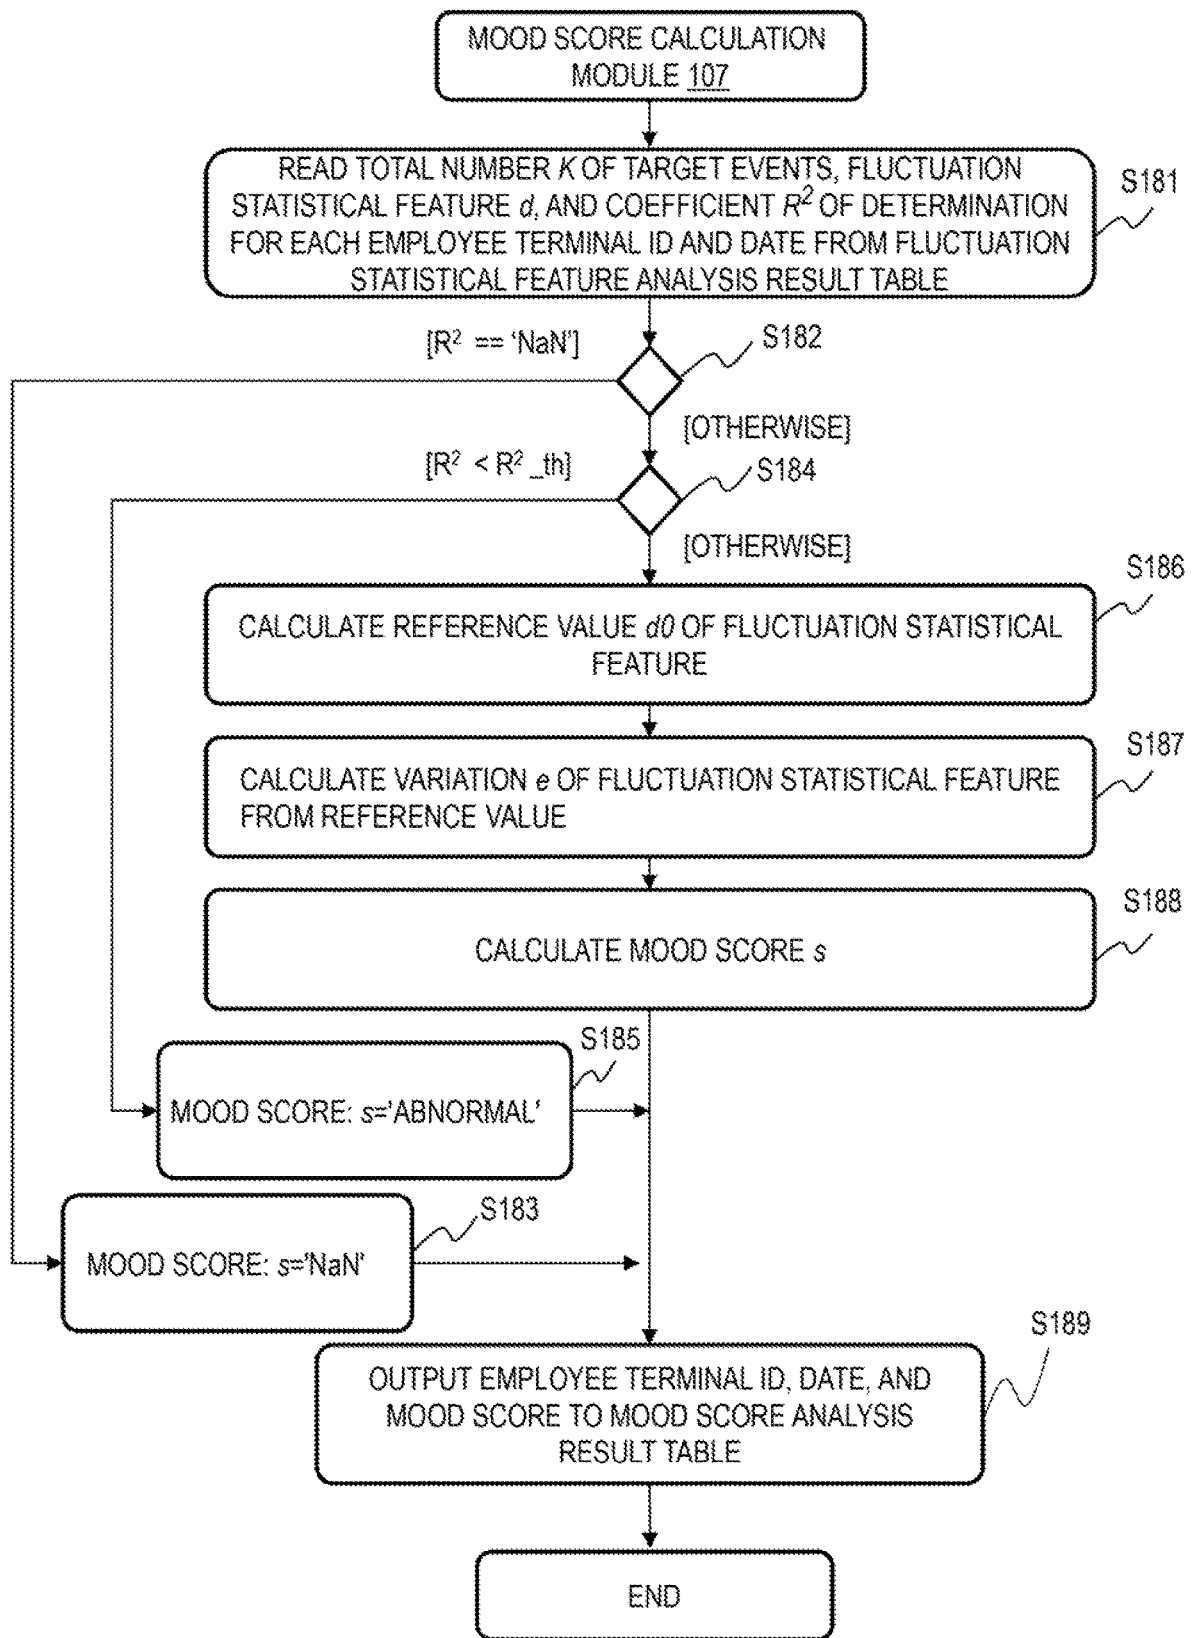 MOOD SCORE CALCULATION
MODULE 107
READ TOTAL NUMBER K OF TARGET EVENTS, FLUCTUATION
STATISTICAL FEATURE d, AND COEFFICIENT R² OF DETERMINATION
FOR EACH EMPLOYEE TERMINAL ID AND DATE FROM FLUCTUATION
STATISTICAL FEATURE ANALYSIS RESULT TABLE
S181
[R² == 'NaN']
S182
[OTHERWISE]
[R² < R²_th]
S184
[OTHERWISE]
S186
CALCULATE REFERENCE VALUE d0 OF FLUCTUATION STATISTICAL
FEATURE
S187
CALCULATE VARIATION e OF FLUCTUATION STATISTICAL FEATURE
FROM REFERENCE VALUE
S188
CALCULATE MOOD SCORE s
S185
MOOD SCORE: s='ABNORMAL'
S183
MOOD SCORE: s='NaN'
S189
OUTPUT EMPLOYEE TERMINAL ID, DATE, AND
MOOD SCORE TO MOOD SCORE ANALYSIS
RESULT TABLE
END